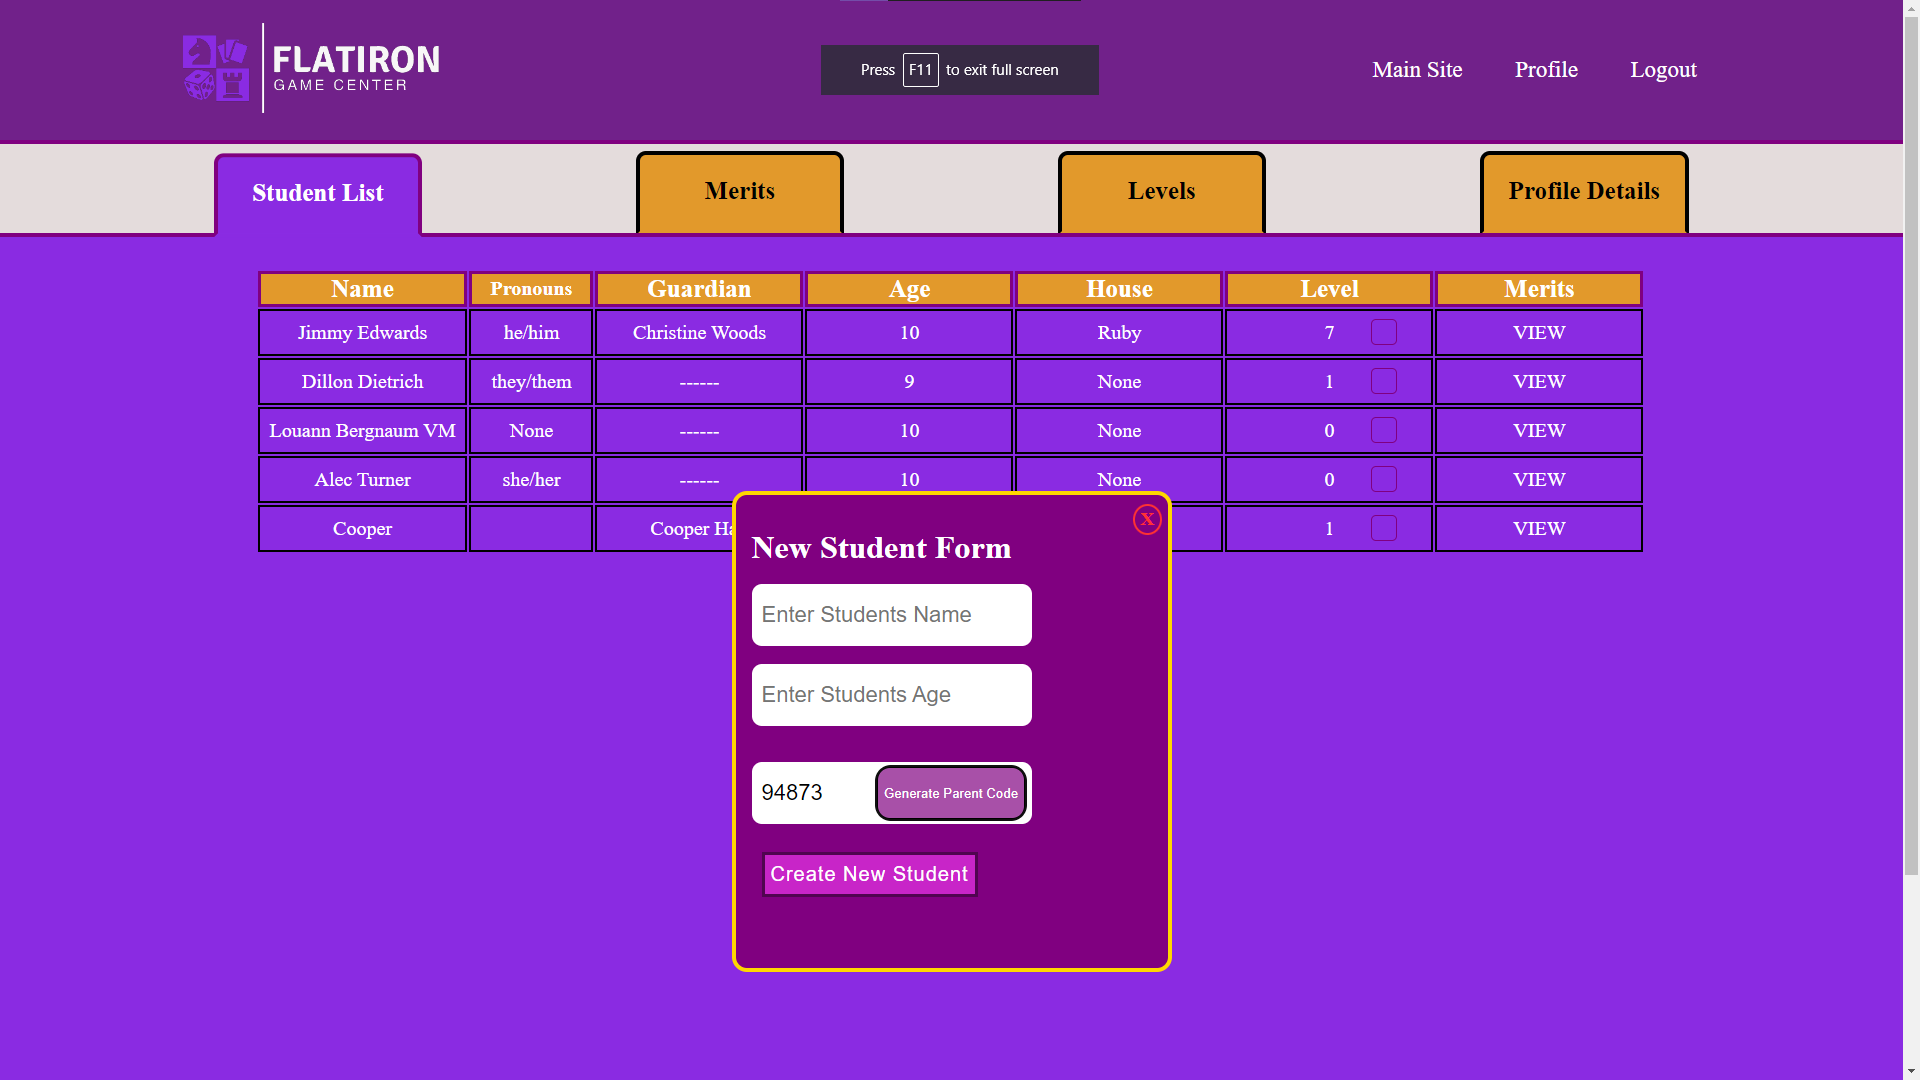 FLATIRON
GAME CENTER
Press F11 to exit full screen
Main Site Profile Logout
Student List Merits Levels Profile Details
Name Pronouns Guardian Age House Level Merits
Jimmy Edwards he/him Christine Woods 10 Ruby 7 VIEW
Dillon Dietrich they/them ------ 9 None 1 VIEW
Louann Bergnaum VM None ------ 10 None 0 VIEW
Alec Turner she/her ------ 10 None 0 VIEW
Cooper Cooper Ha 1 VIEW
X
New Student Form
Enter Students Name
Enter Students Age
94873 Generate Parent Code
Create New Student